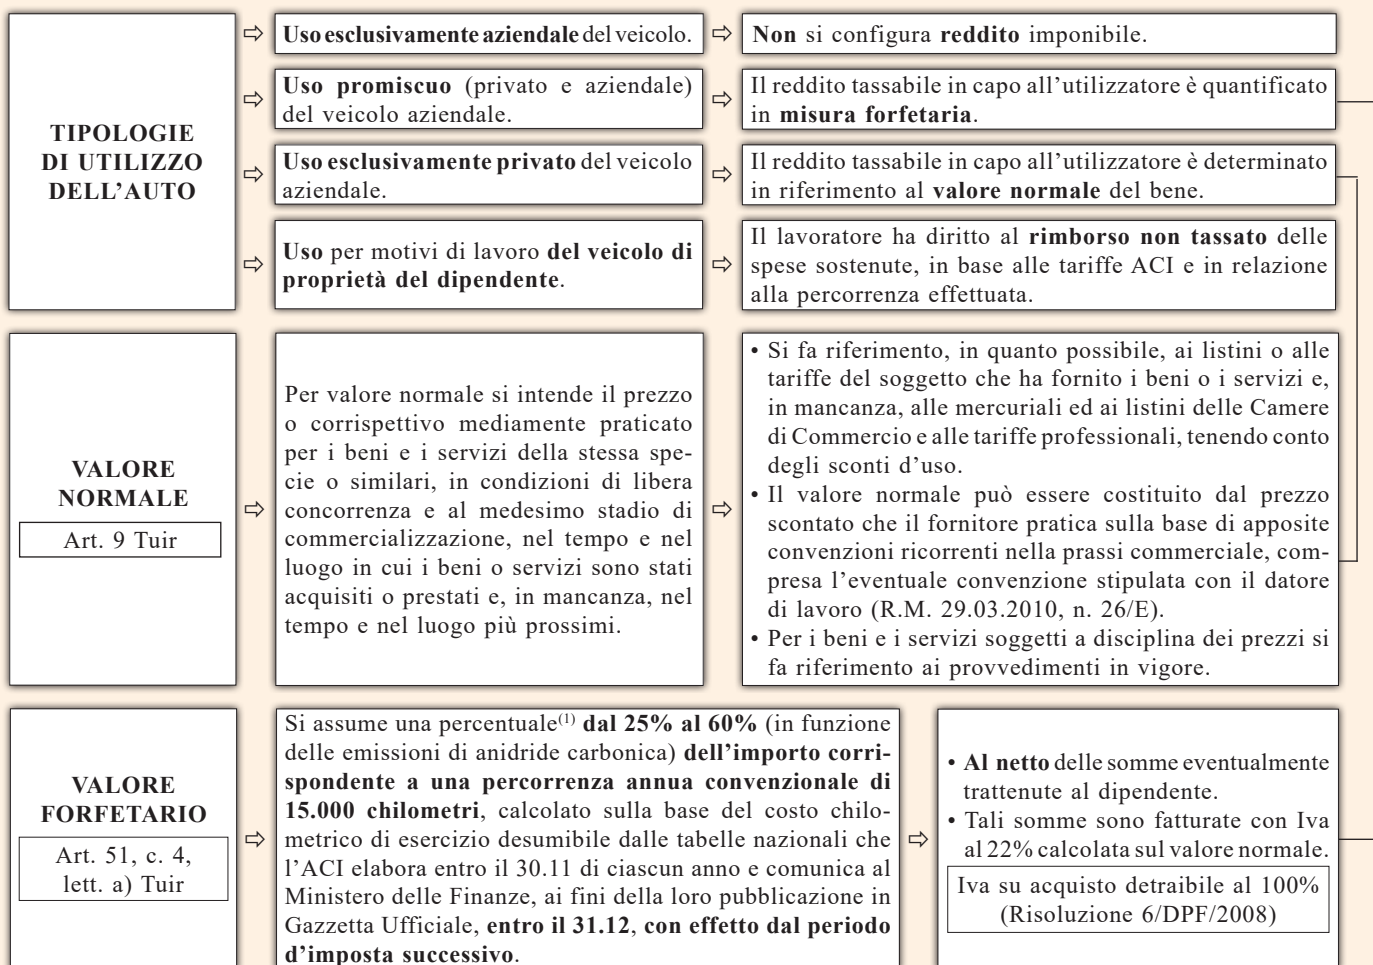 TIPOLOGIE
DI UTILIZZO
DELL'AUTO
⇨ Uso esclusivamente aziendale del veicolo. ⇨ Non si configura reddito imponibile.
⇨ Uso promiscuo (privato e aziendale)
del veicolo aziendale.
⇨ Il reddito tassabile in capo all'utilizzatore è quantificato
in misura forfetaria.
⇨ Uso esclusivamente privato del veicolo
aziendale.
⇨ Il reddito tassabile in capo all'utilizzatore è determinato
in riferimento al valore normale del bene.
⇨ Uso per motivi di lavoro del veicolo di
proprietà del dipendente.
⇨ Il lavoratore ha diritto al rimborso non tassato delle
spese sostenute, in base alle tariffe ACI e in relazione
alla percorrenza effettuata.
VALORE
NORMALE
Art. 9 Tuir
⇨ Per valore normale si intende il prezzo
o corrispettivo mediamente praticato
per i beni e i servizi della stessa spe-
cie o similari, in condizioni di libera
concorrenza e al medesimo stadio di
commercializzazione, nel tempo e nel
luogo in cui i beni o servizi sono stati
acquisiti o prestati e, in mancanza, nel
tempo e nel luogo più prossimi.
⇨ • Si fa riferimento, in quanto possibile, ai listini o alle
tariffe del soggetto che ha fornito i beni o i servizi e,
in mancanza, alle mercuriali ed ai listini delle Camere
di Commercio e alle tariffe professionali, tenendo conto
degli sconti d'uso.
• Il valore normale può essere costituito dal prezzo
scontato che il fornitore pratica sulla base di apposite
convenzioni ricorrenti nella prassi commerciale, com-
presa l'eventuale convenzione stipulata con il datore
di lavoro (R.M. 29.03.2010, n. 26/E).
• Per i beni e i servizi soggetti a disciplina dei prezzi si
fa riferimento ai provvedimenti in vigore.
VALORE
FORFETARIO
Art. 51, c. 4,
lett. a) Tuir
⇨ Si assume una percentuale(1) dal 25% al 60% (in funzione
delle emissioni di anidride carbonica) dell'importo corri-
spondente a una percorrenza annua convenzionale di
15.000 chilometri, calcolato sulla base del costo chilo-
metrico di esercizio desumibile dalle tabelle nazionali che
l'ACI elabora entro il 30.11 di ciascun anno e comunica al
Ministero delle Finanze, ai fini della loro pubblicazione in
Gazzetta Ufficiale, entro il 31.12, con effetto dal periodo
d'imposta successivo.
⇨ • Al netto delle somme eventualmente
trattenute al dipendente.
• Tali somme sono fatturate con Iva
al 22% calcolata sul valore normale.
Iva su acquisto detraibile al 100%
(Risoluzione 6/DPF/2008)